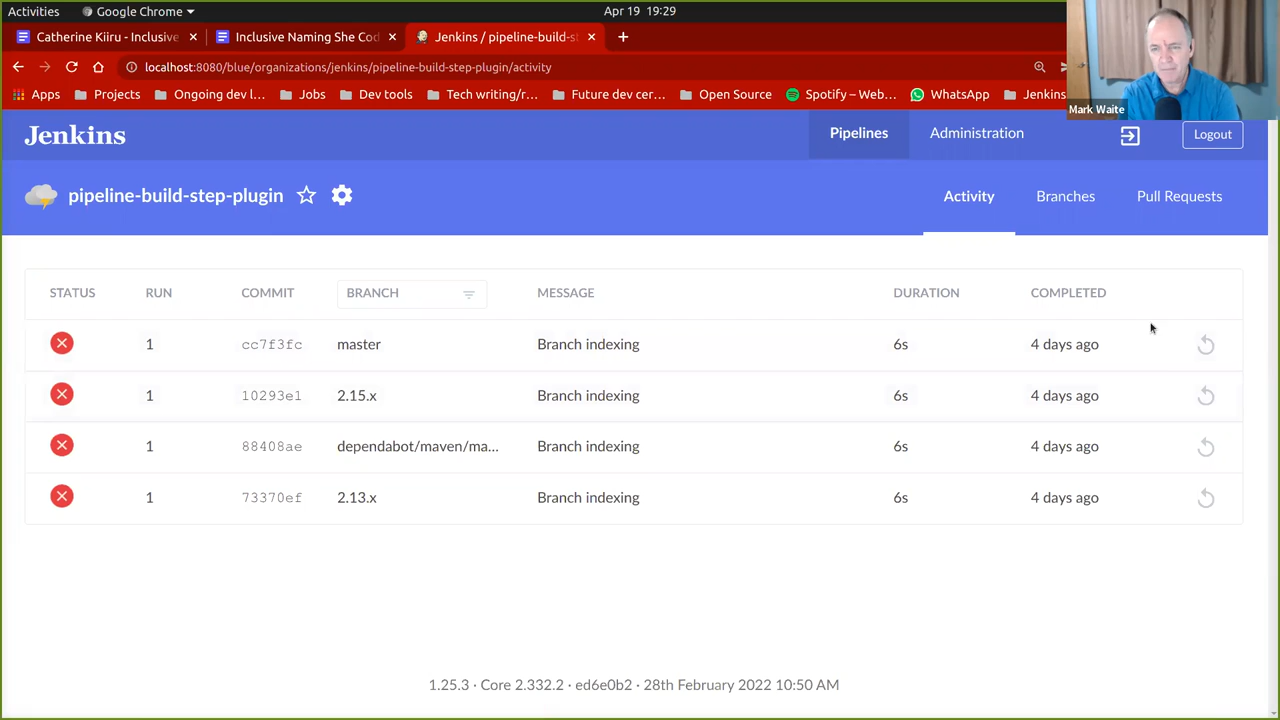 Activities
Google Chrome
Apr 19 19:29
Catherine Kiiru - Inclusive
Inclusive Naming She Cod
Jenkins / pipeline-build-st
localhost:8080/blue/organizations/jenkins/pipeline-build-step-plugin/activity
Apps
Projects
Ongoing dev l...
Jobs
Dev tools
Tech writing/r...
Future dev cer...
Open Source
Spotify – Web...
WhatsApp
Jenkins
Mark Waite
Jenkins
Pipelines
Administration
Logout
pipeline-build-step-plugin
Activity
Branches
Pull Requests
STATUS RUN COMMIT BRANCH MESSAGE DURATION COMPLETED
1 cc7f3fc master Branch indexing 6s 4 days ago
1 10293e1 2.15.x Branch indexing 6s 4 days ago
1 88408ae dependabot/maven/ma... Branch indexing 6s 4 days ago
1 73370ef 2.13.x Branch indexing 6s 4 days ago
1.25.3 · Core 2.332.2 · ed6e0b2 · 28th February 2022 10:50 AM